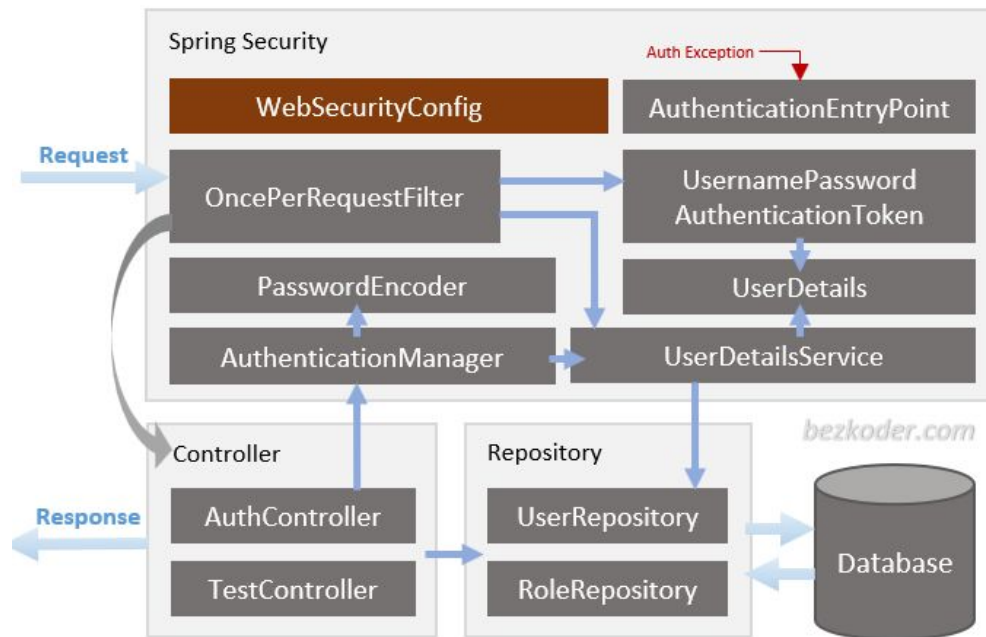 Spring Security
Auth Exception
WebSecurityConfig
AuthenticationEntryPoint
Request
OncePerRequestFilter
UsernamePassword
AuthenticationToken
PasswordEncoder
UserDetails
AuthenticationManager
UserDetailsService
bezkoder.com
Controller
Repository
Response
AuthController
UserRepository
Database
TestController
RoleRepository